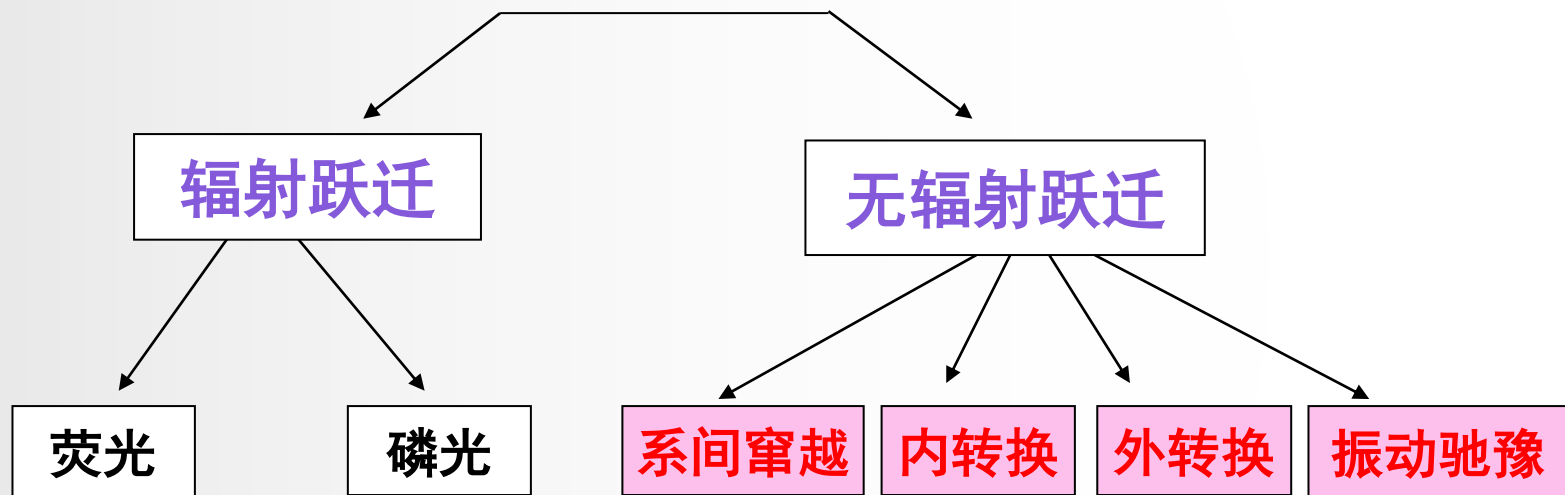 辐射跃迁
无辐射跃迁
荧光
磷光
系间窜越
内转换
外转换
振动驰豫